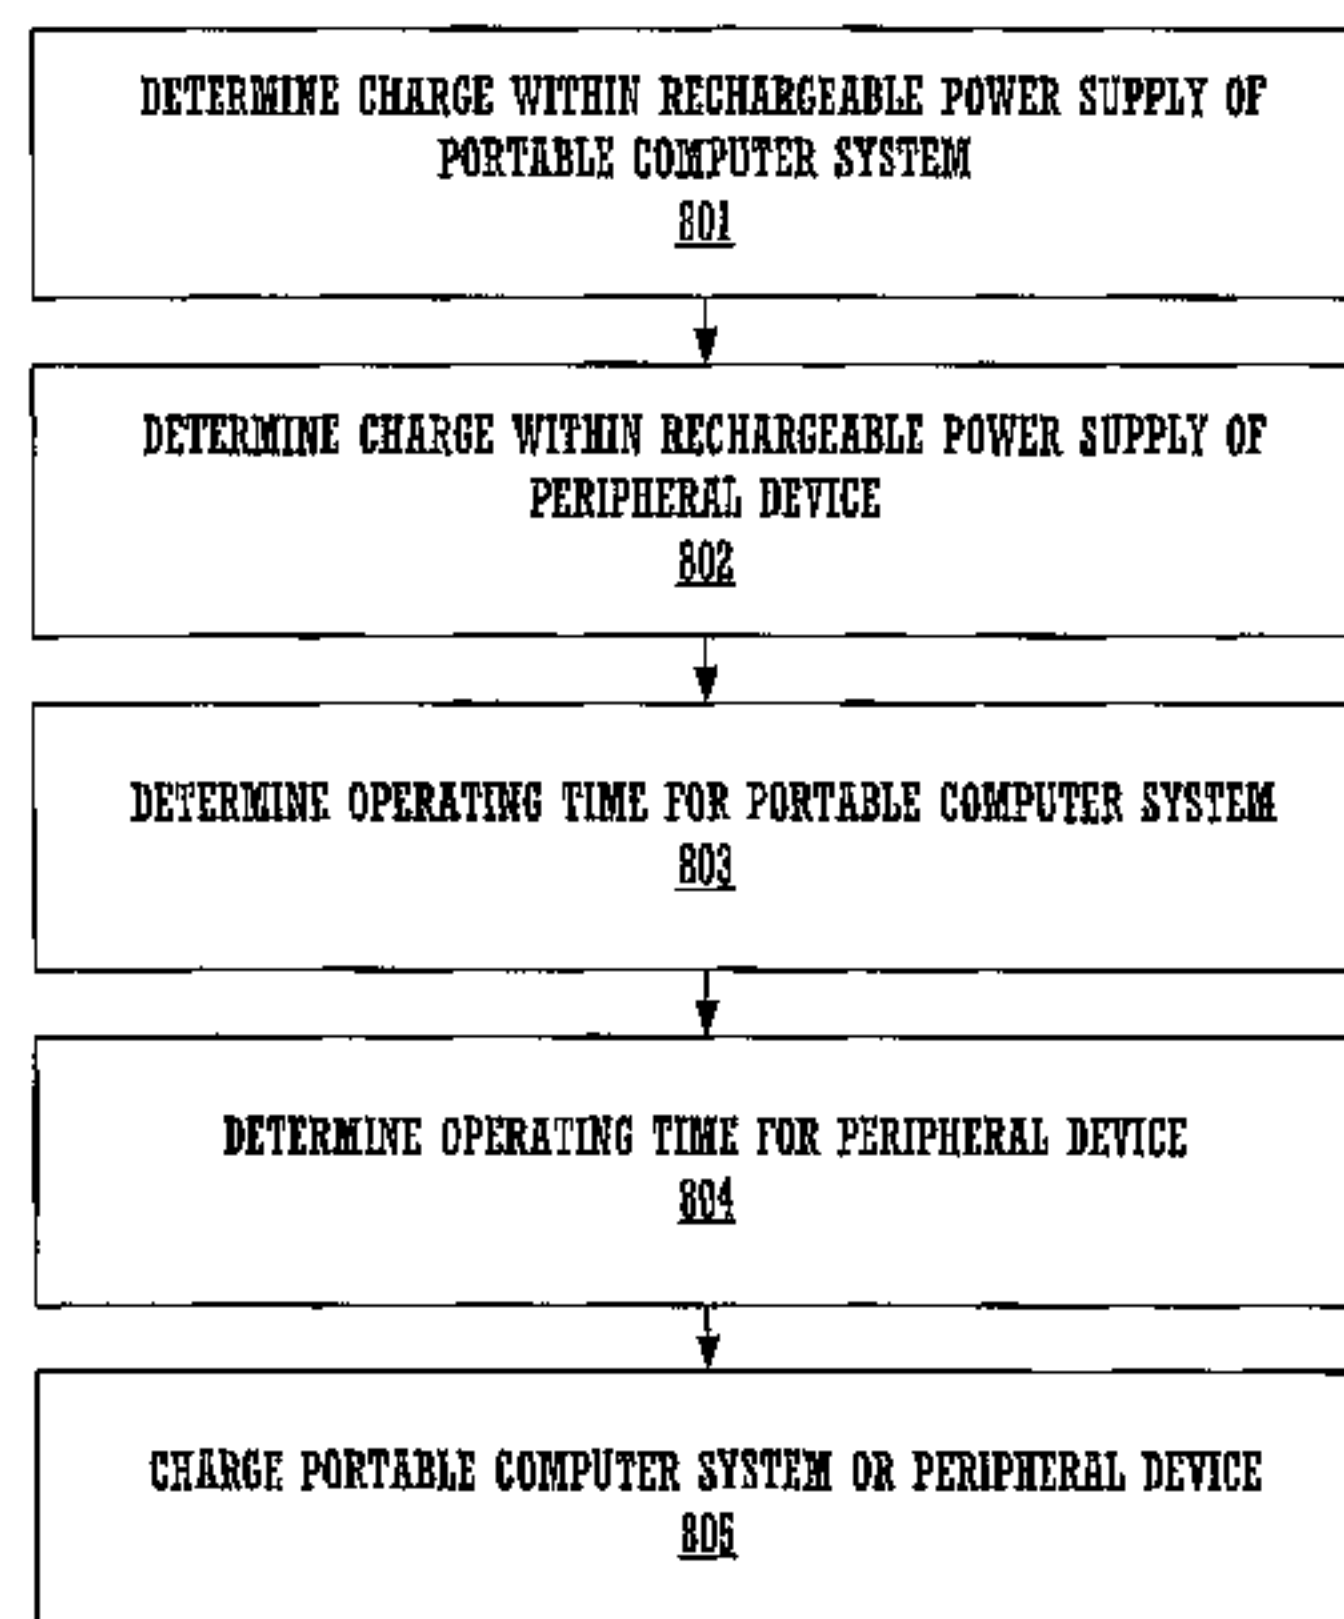 DETERMINE CHARGE WITHIN RECHARGEABLE POWER SUPPLY OF
PORTABLE COMPUTER SYSTEM
801
DETERMINE CHARGE WITHIN RECHARGEABLE POWER SUPPLY OF
PERIPHERAL DEVICE
802
DETERMINE OPERATING TIME FOR PORTABLE COMPUTER SYSTEM
803
DETERMINE OPERATING TIME FOR PERIPHERAL DEVICE
804
CHARGE PORTABLE COMPUTER SYSTEM OR PERIPHERAL DEVICE
805